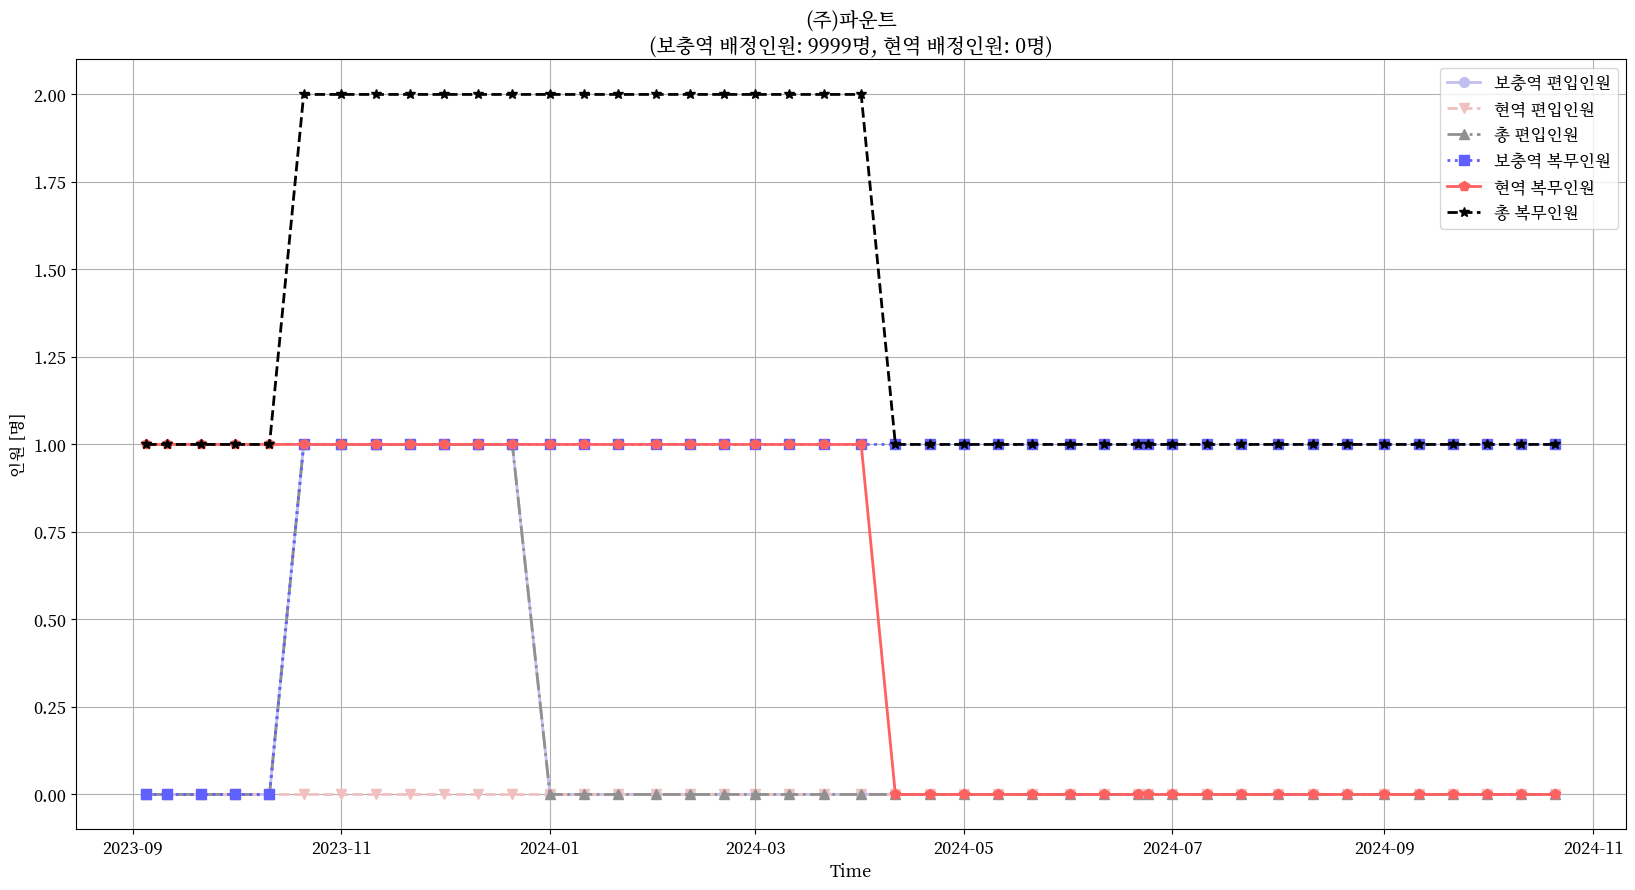 (주)파운트
(보충역 배정인원: 9999명, 현역 배정인원: 0명)
보충역 편입인원
현역 편입인원
총 편입인원
보충역 복무인원
현역 복무인원
총 복무인원
인원 [명]
2.00
1.75
1.50
1.25
1.00
0.75
0.50
0.25
0.00
2023-09
2023-11
2024-01
2024-03
2024-05
2024-07
2024-09
2024-11
Time